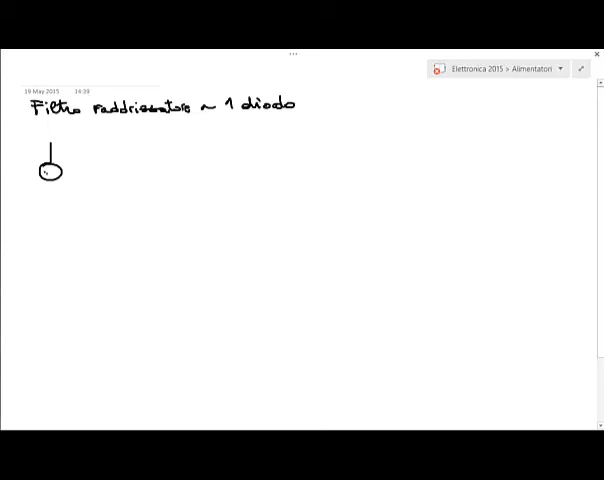 Elettronica 2015 » Alimentatori
19 May 2015 14:39
Filtro raddrizzatore ~ 1 diodo